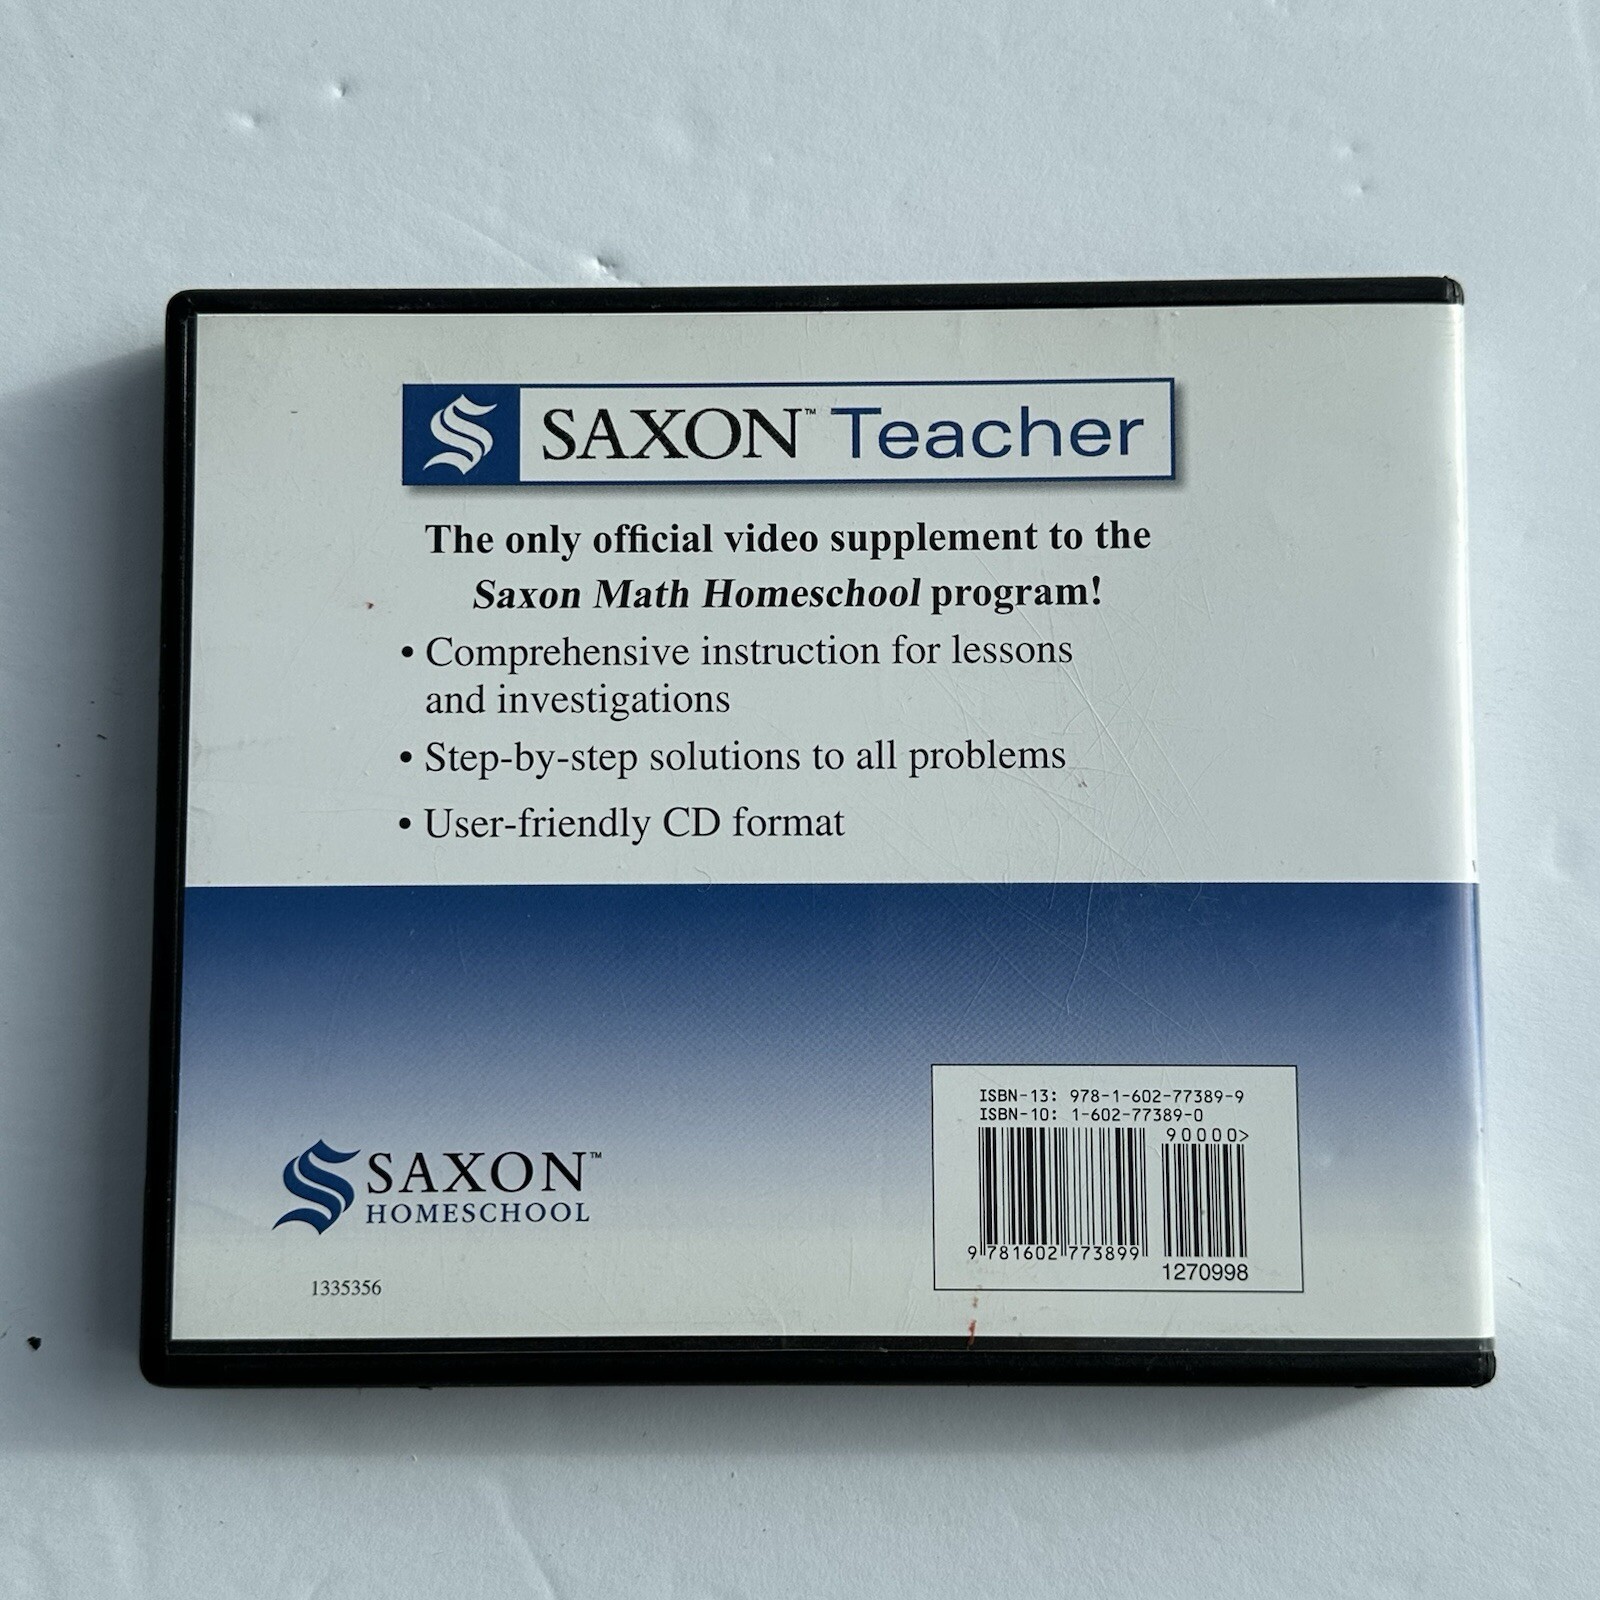 SAXON™ Teacher
The only official video supplement to the
Saxon Math Homeschool program!
• Comprehensive instruction for lessons
and investigations
• Step-by-step solutions to all problems
• User-friendly CD format
ISBN-13: 978-1-602-77389-9
ISBN-10: 1-602-77389-0
90000>
9 781602 773899
1270998
SAXON™
HOMESCHOOL
1335356